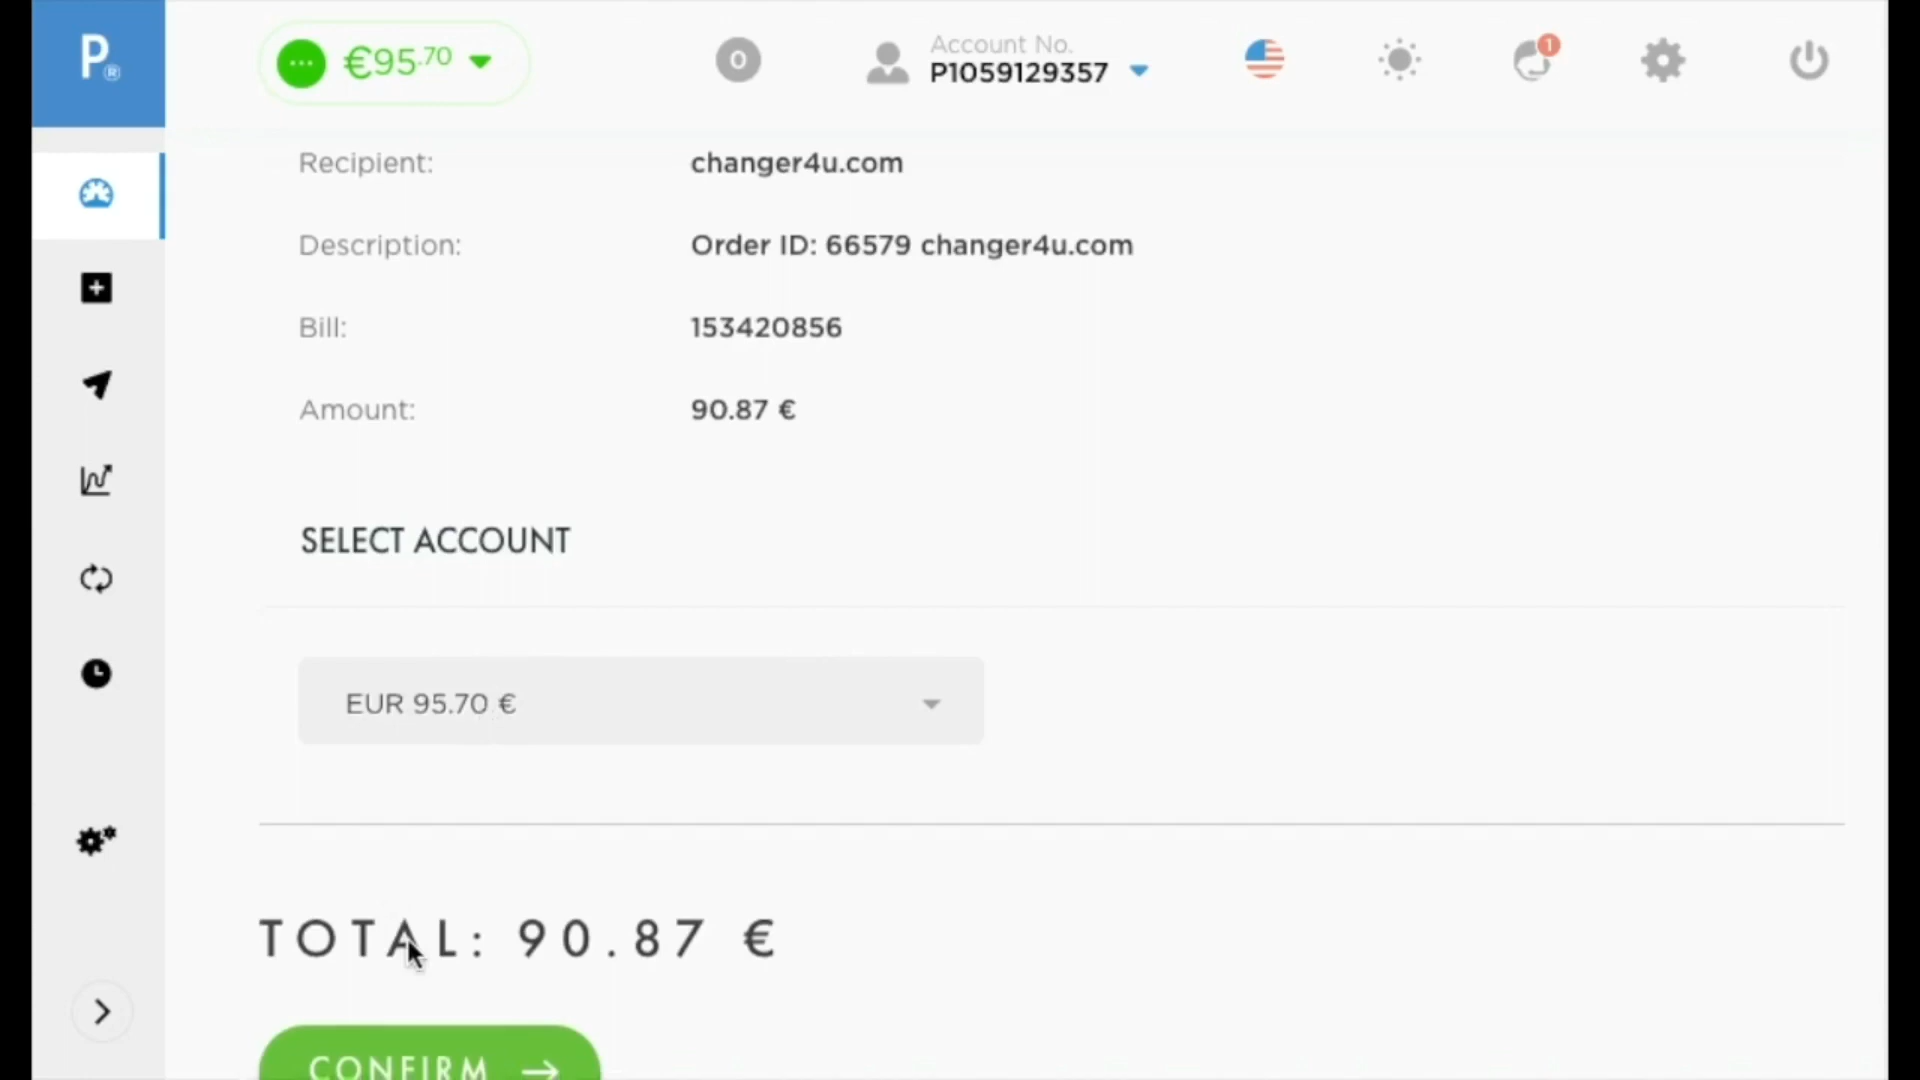 P®
€95.70
0
Account No.
P1059129357
1
Recipient: changer4u.com
Description: Order ID: 66579 changer4u.com
Bill: 153420856
Amount: 90.87 €
SELECT ACCOUNT
EUR 95.70 €
TOTAL: 90.87 €
CONFIRM